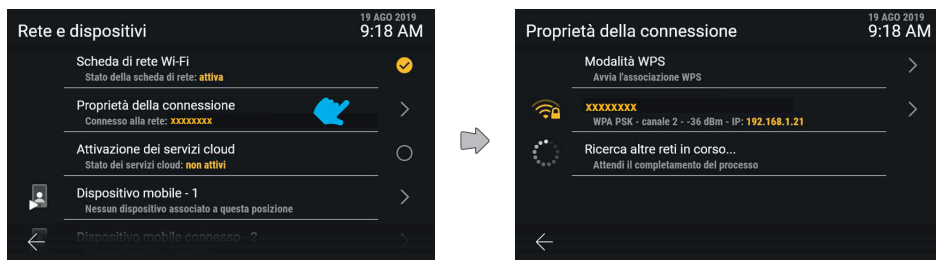 Rete e dispositivi
19 AGO 2019
9:18 AM
Scheda di rete Wi-Fi
Stato della scheda di rete: attiva
Proprietà della connessione
Connesso alla rete: xxxxxxxx
Attivazione dei servizi cloud
Stato dei servizi cloud: non attivi
Dispositivo mobile - 1
Nessun dispositivo associato a questa posizione
Dispositivo mobile connesso - 2
Proprietà della connessione
19 AGO 2019
9:18 AM
Modalità WPS
Avvia l'associazione WPS
xxxxxxxx
WPA PSK - canale 2 - -36 dBm - IP: 192.168.1.21
Ricerca altre reti in corso...
Attendi il completamento del processo